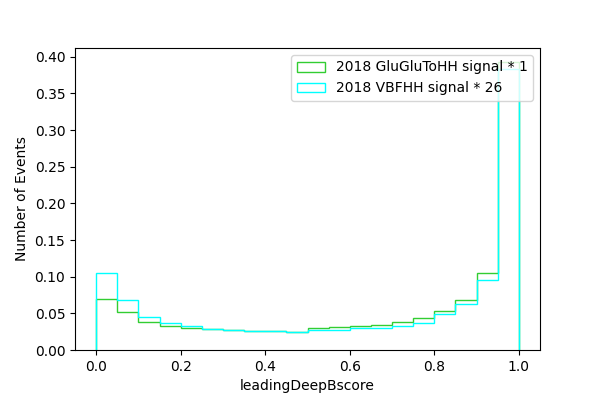 2018 GluGluToHH signal * 1
2018 VBFHH signal * 26
0.40
0.35
0.30
0.25
0.20
0.15
0.10
0.05
0.00
Number of Events
0.0 0.2 0.4 0.6 0.8 1.0
leadingDeepBscore